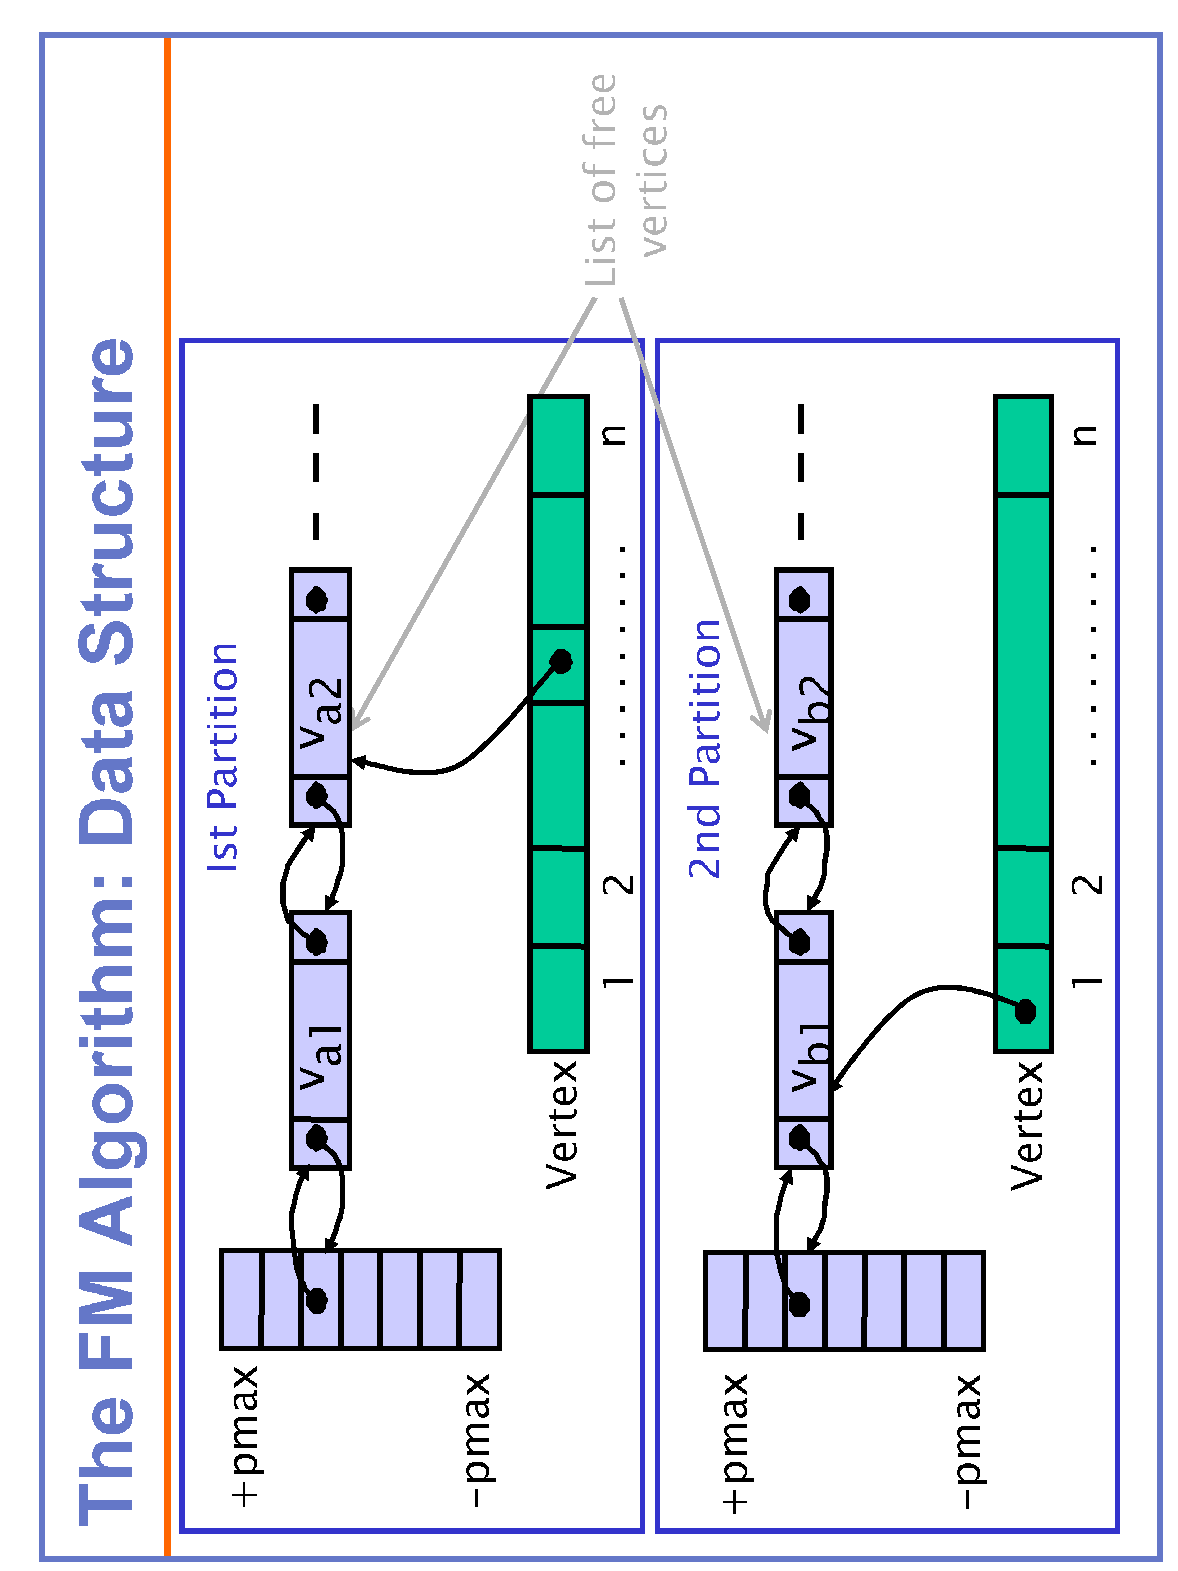 The FM Algorithm: Data Structure
1st Partition
+pmax
-pmax
va1
va2
Vertex
1 2 ........ n
List of free
vertices
2nd Partition
+pmax
-pmax
vb1
vb2
Vertex
1 2 ........ n